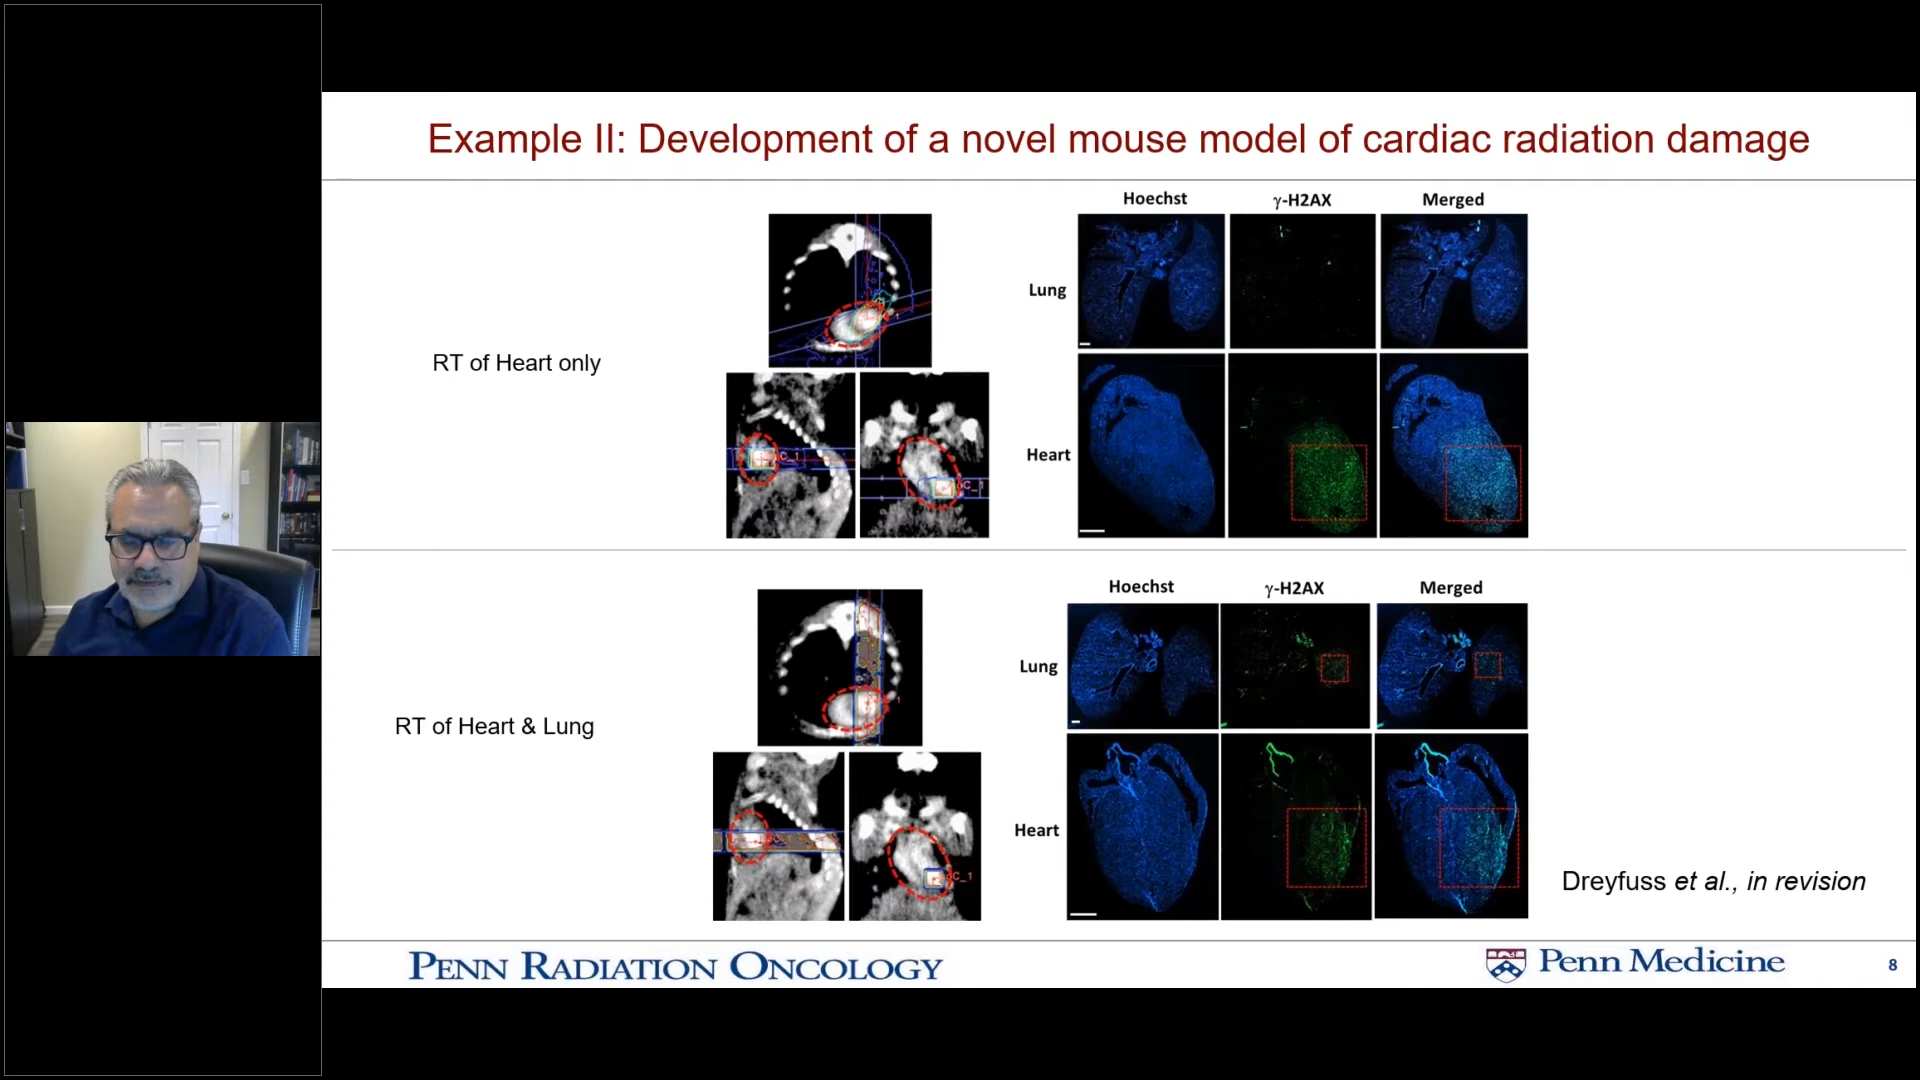 Example II: Development of a novel mouse model of cardiac radiation damage
Hoechst γ-H2AX Merged
Lung
RT of Heart only
Heart
Hoechst γ-H2AX Merged
Lung
RT of Heart & Lung
Heart
Dreyfuss et al., in revision
PENN RADIATION ONCOLOGY
Penn Medicine
8